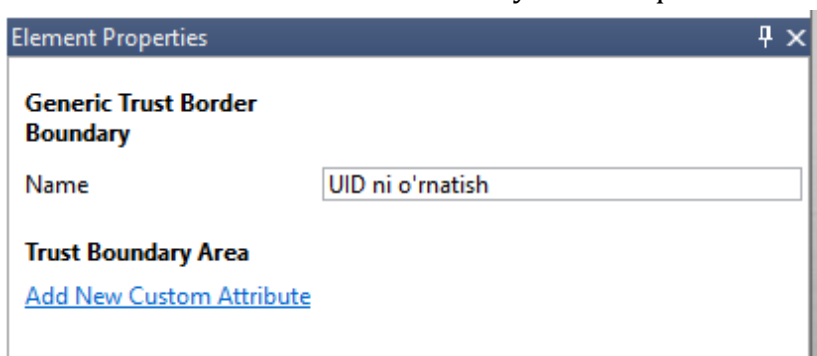 Element Properties
Generic Trust Border
Boundary
Name UID ni o'rnatish
Trust Boundary Area
Add New Custom Attribute